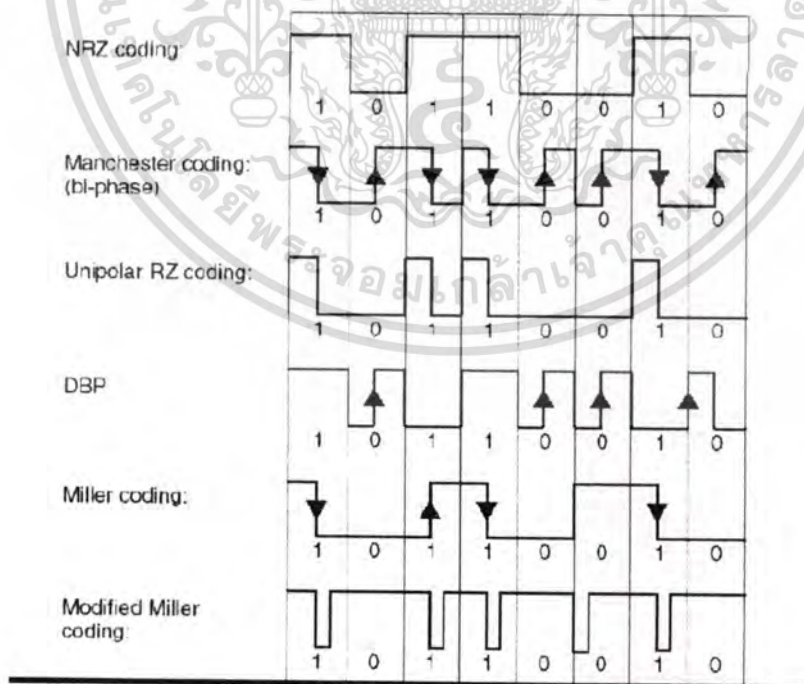 NRZ coding:
1 0 1 1 0 0 1 0
Manchester coding:
(bi-phase)
1 0 1 1 0 0 1 0
Unipolar RZ coding:
1 0 1 1 0 0 1 0
DBP
1 0 1 1 0 0 1 0
Miller coding:
1 0 1 1 0 0 1 0
Modified Miller
coding:
1 0 1 1 0 0 1 0